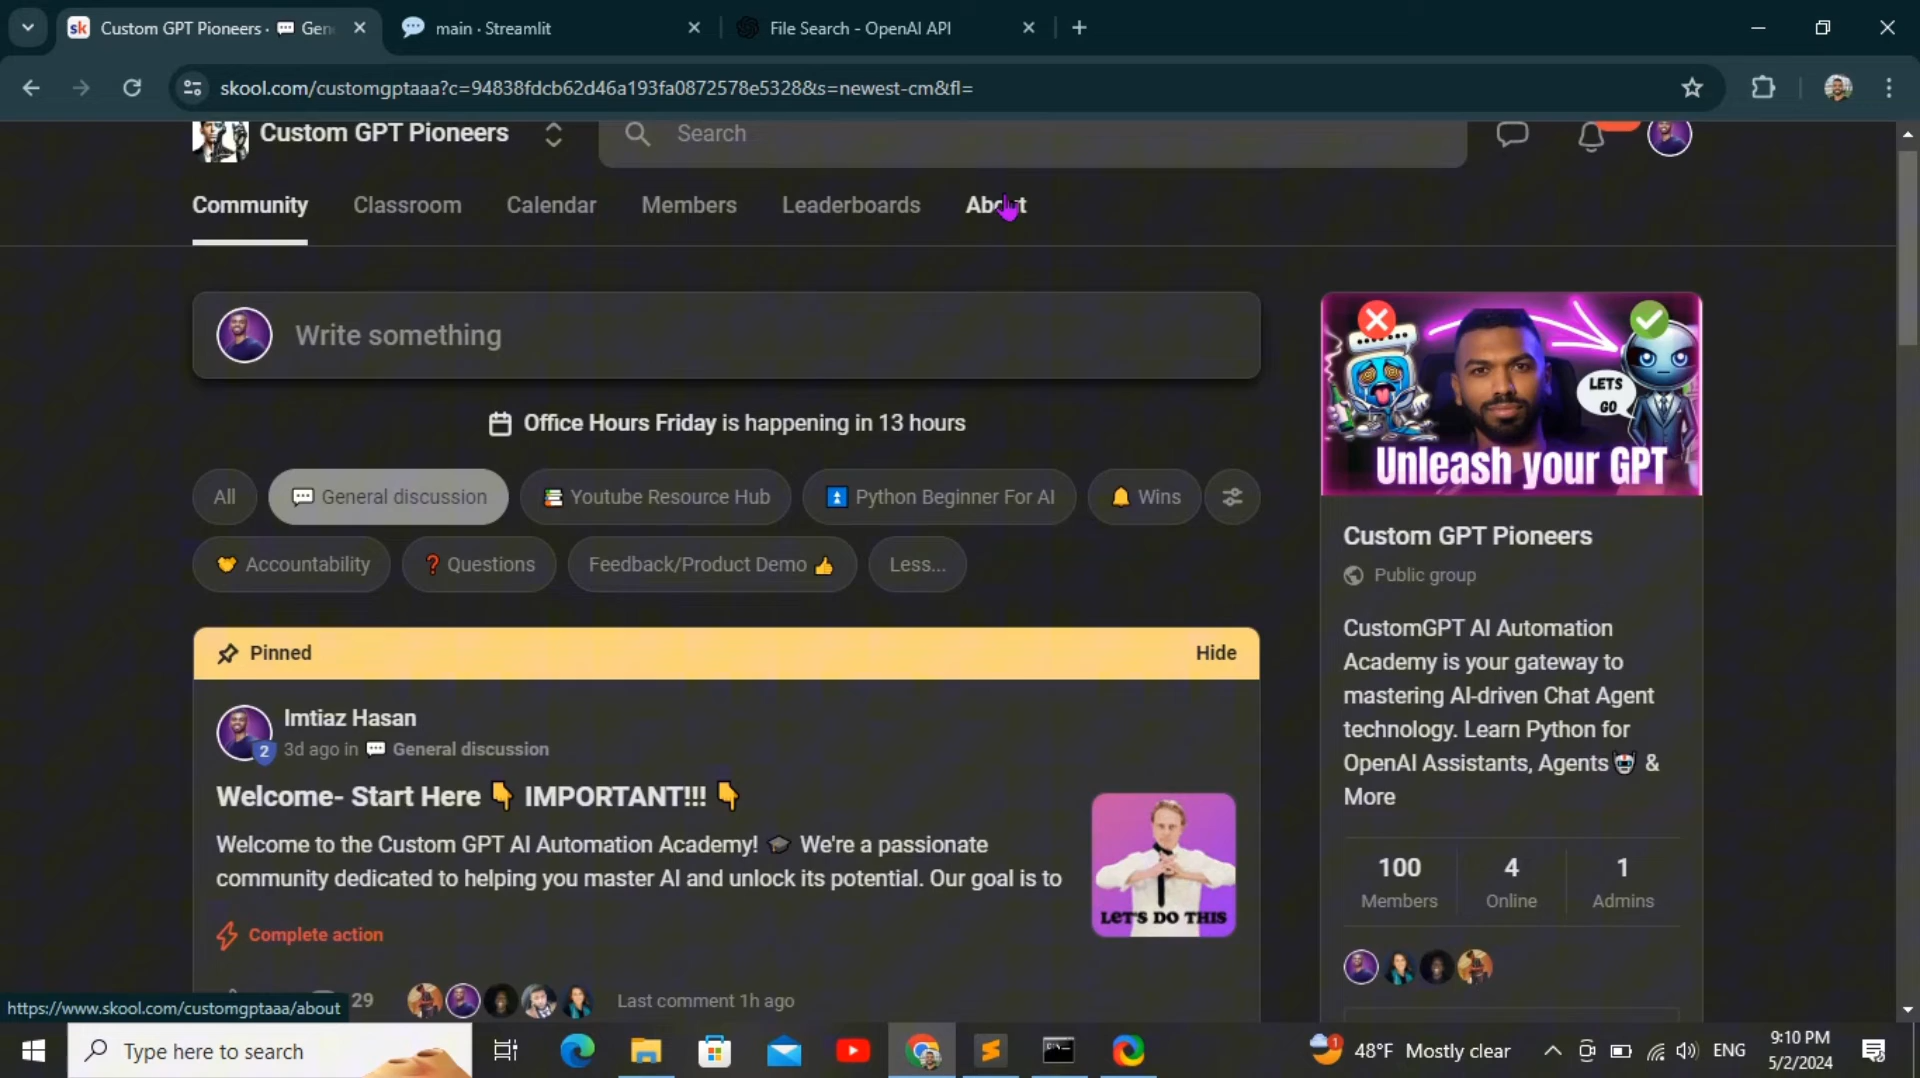 sk Custom GPT Pioneers · 💬 Gen
main · Streamlit
File Search - OpenAI API
skool.com/customgptaaa?c=94838fdcb62d46a193fa0872578e5328&s=newest-cm&fl=
Custom GPT Pioneers
Search
Community Classroom Calendar Members Leaderboards About
Write something
Office Hours Friday is happening in 13 hours
All 💬 General discussion 📚 Youtube Resource Hub ⏫ Python Beginner For AI 🔔 Wins
🤝 Accountability ❓ Questions Feedback/Product Demo 👍 Less...
Pinned Hide
Imtiaz Hasan
2 3d ago in 💬 General discussion
Welcome- Start Here 👇 IMPORTANT!!! 👇
Welcome to the Custom GPT AI Automation Academy! 🎓 We're a passionate
community dedicated to helping you master AI and unlock its potential. Our goal is to
LET'S DO THIS
Complete action
29 Last comment 1h ago
LETS
GO
Unleash your GPT
Custom GPT Pioneers
Public group
CustomGPT AI Automation
Academy is your gateway to
mastering AI-driven Chat Agent
technology. Learn Python for
OpenAI Assistants, Agents🤖 &
More
100 4 1
Members Online Admins
https://www.skool.com/customgptaaa/about
Type here to search
1 48°F Mostly clear
ENG
9:10 PM
5/2/2024